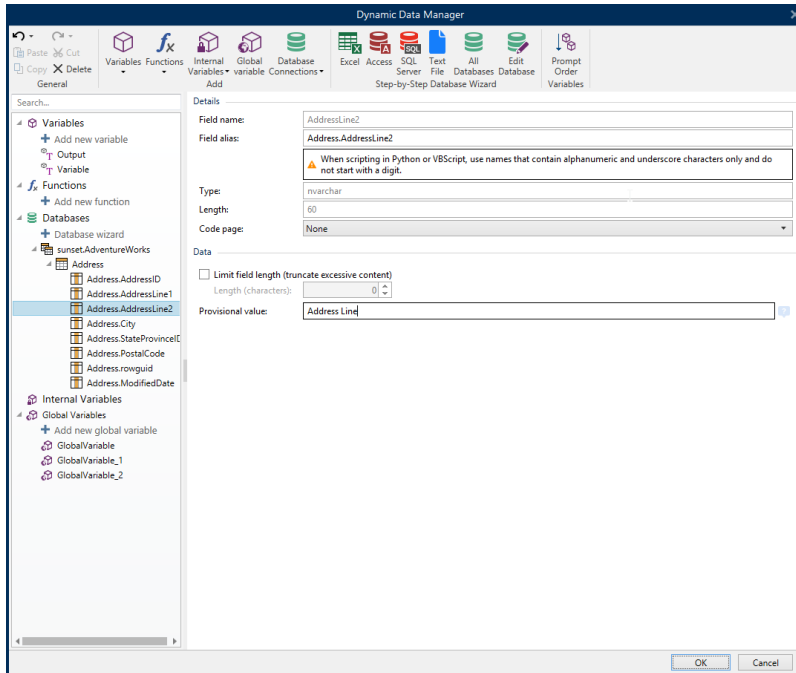 Dynamic Data Manager
Paste Cut
Copy Delete
General
Variables Functions
Internal Variables
Global variable
Database Connections
Add
Excel Access SQL Server Text File All Databases Edit Database
Step-by-Step Database Wizard
Prompt Order
Variables
Search...
Variables
Add new variable
Output
Variable
Functions
Add new function
Databases
Database wizard
sunset.AdventureWorks
Address
Address.AddressID
Address.AddressLine1
Address.AddressLine2
Address.City
Address.StateProvinceID
Address.PostalCode
Address.rowguid
Address.ModifiedDate
Internal Variables
Global Variables
Add new global variable
GlobalVariable
GlobalVariable_1
GlobalVariable_2
Details
Field name: AddressLine2
Field alias: Address.AddressLine2
When scripting in Python or VBScript, use names that contain alphanumeric and underscore characters only and do
not start with a digit.
Type: nvarchar
Length: 60
Code page: None
Data
Limit field length (truncate excessive content)
Length (characters): 0
Provisional value: Address Line
OK Cancel